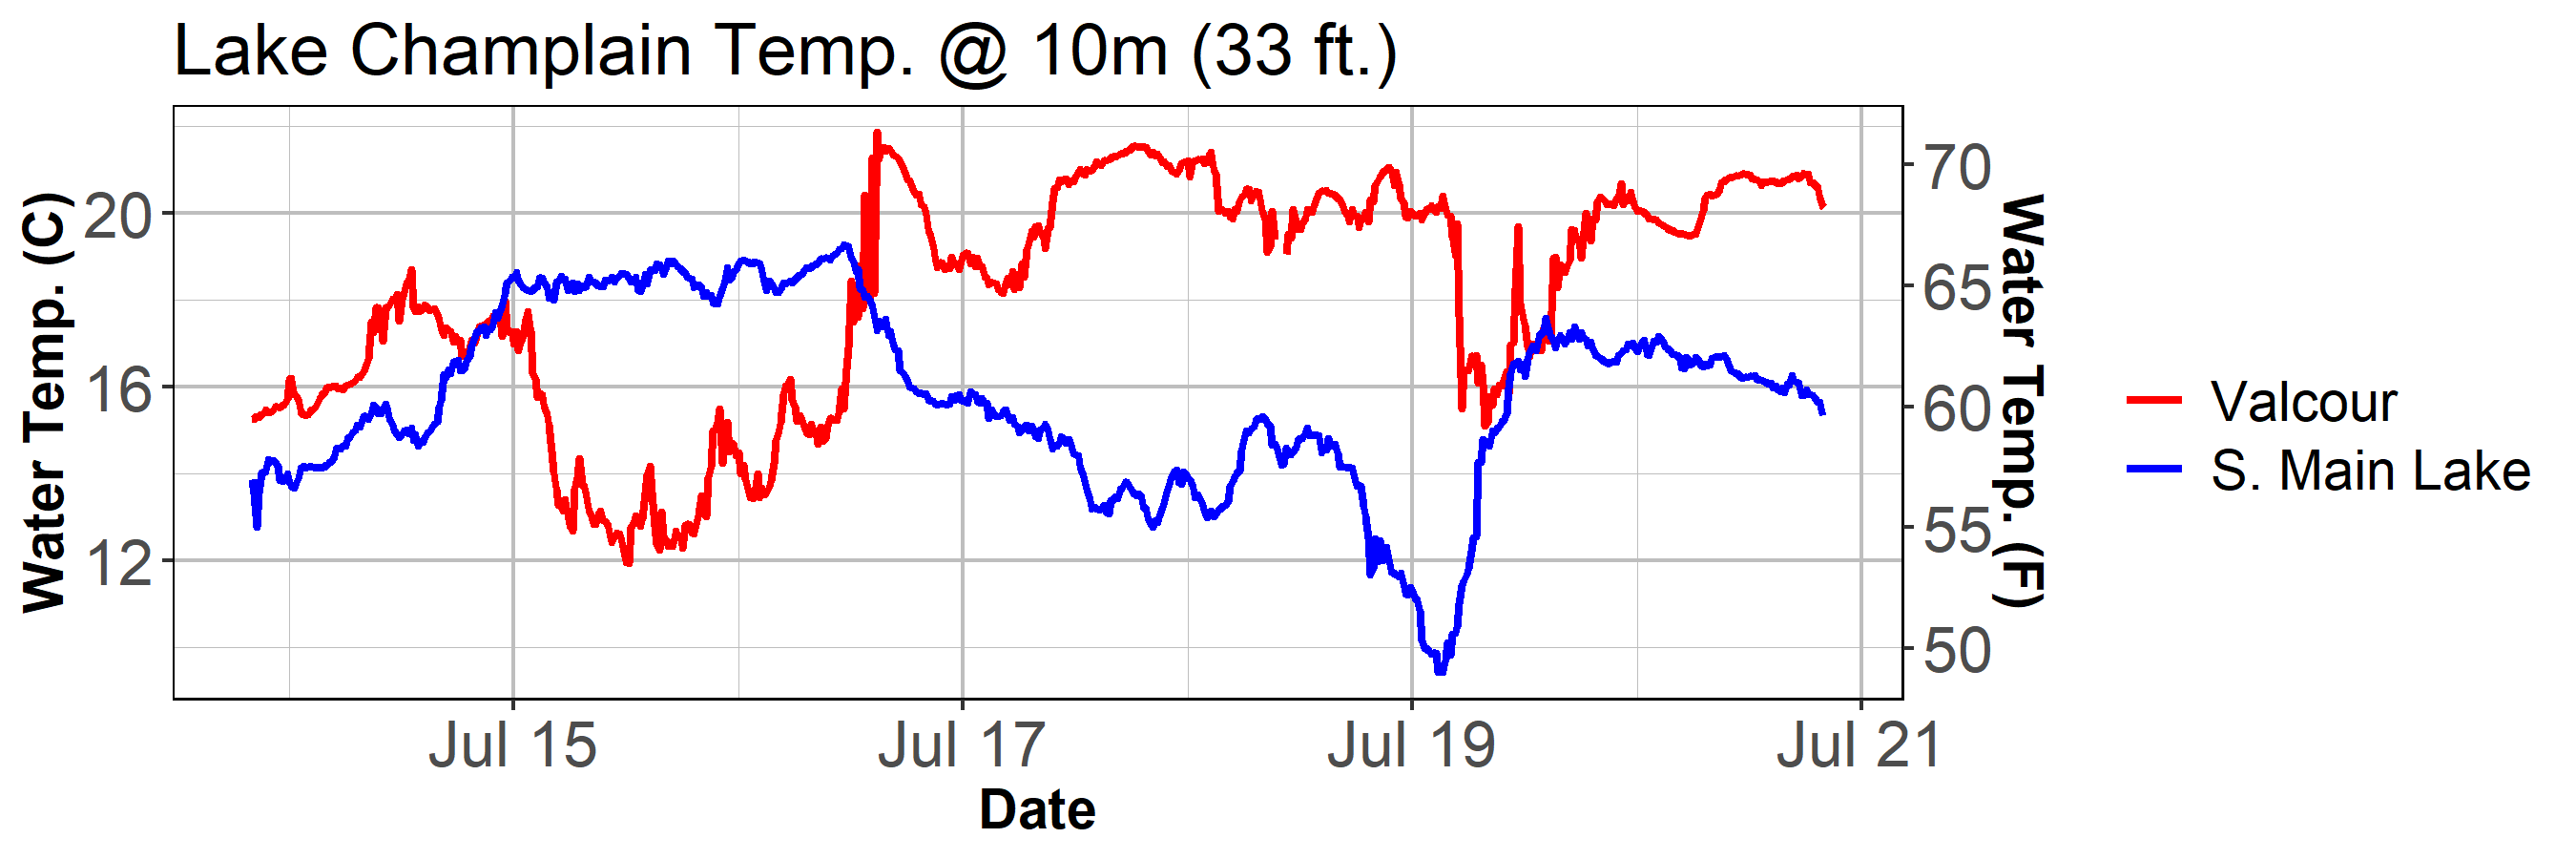 Lake Champlain Temp. @ 10m (33 ft.)
Water Temp. (C)
20
16
12
70
65
60
55
50
Water Temp. (F)
Jul 15
Jul 17
Jul 19
Jul 21
Date
Valcour
S. Main Lake